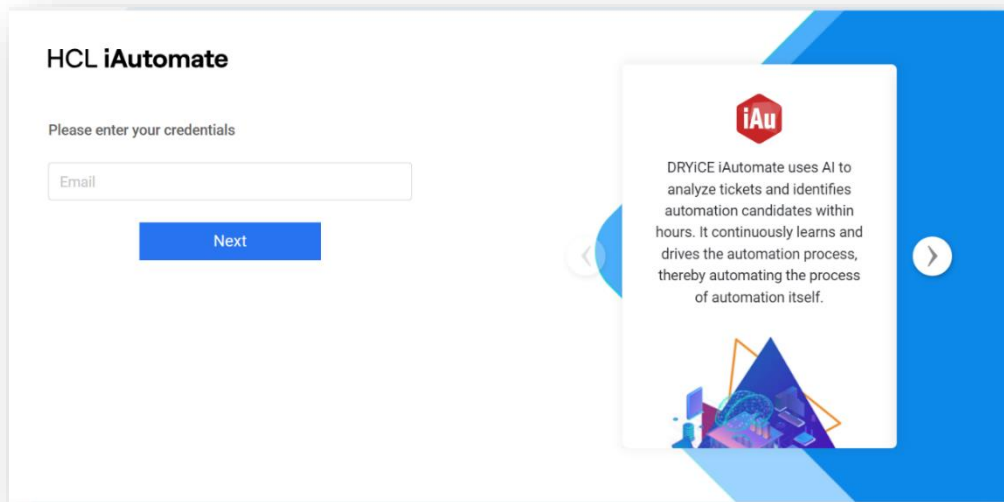 HCL iAutomate
Please enter your credentials
Email
Next
iAu
DRYiCE iAutomate uses AI to
analyze tickets and identifies
automation candidates within
hours. It continuously learns and
drives the automation process,
thereby automating the process
of automation itself.